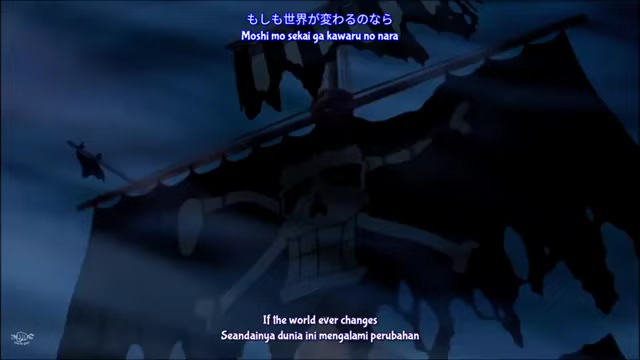 もしも世界が変わるのなら
Moshi mo sekai ga kawaru no nara
If the world ever changes
Seandainya dunia ini mengalami perubahan